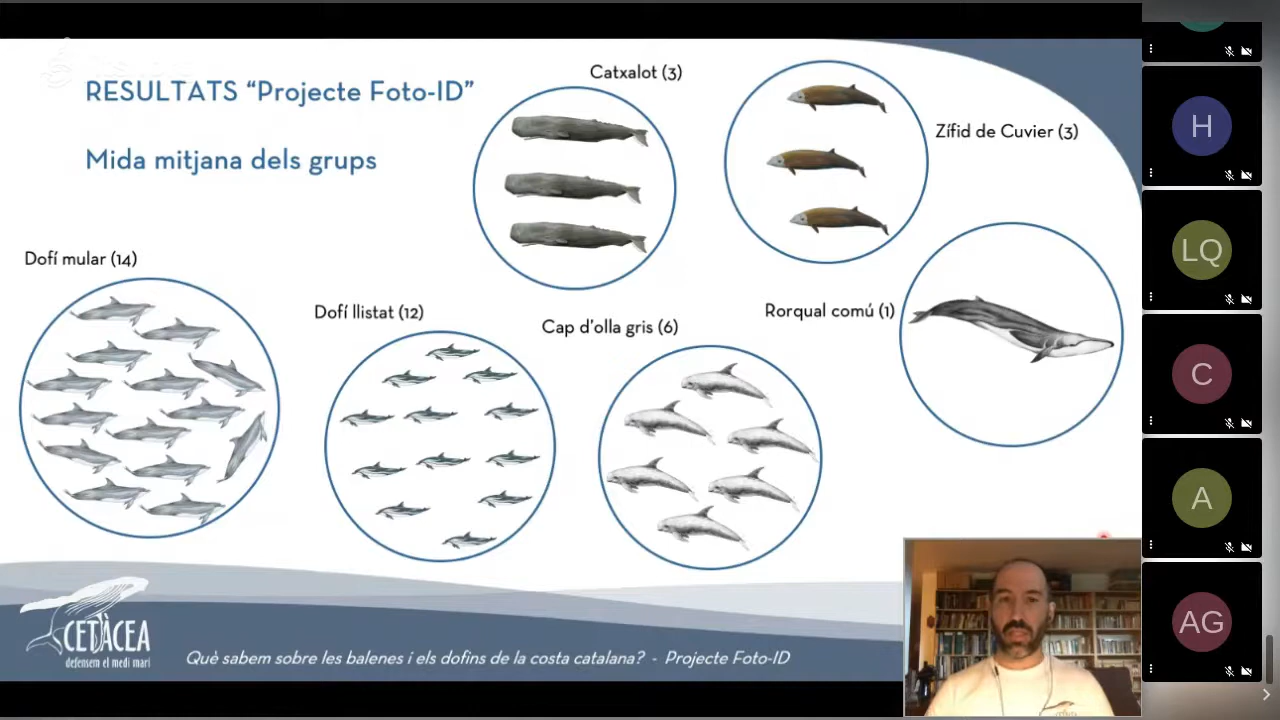 RESULTATS “Projecte Foto-ID”
Mida mitjana dels grups
Catxalot (3)
Zífid de Cuvier (3)
Dofí mular (14)
Dofí llistat (12)
Cap d’olla gris (6)
Rorqual comú (1)
CETÀCEA
defensem el medi marí
Què sabem sobre les balenes i els dofins de la costa catalana? - Projecte Foto-ID
H
LQ
C
A
AG